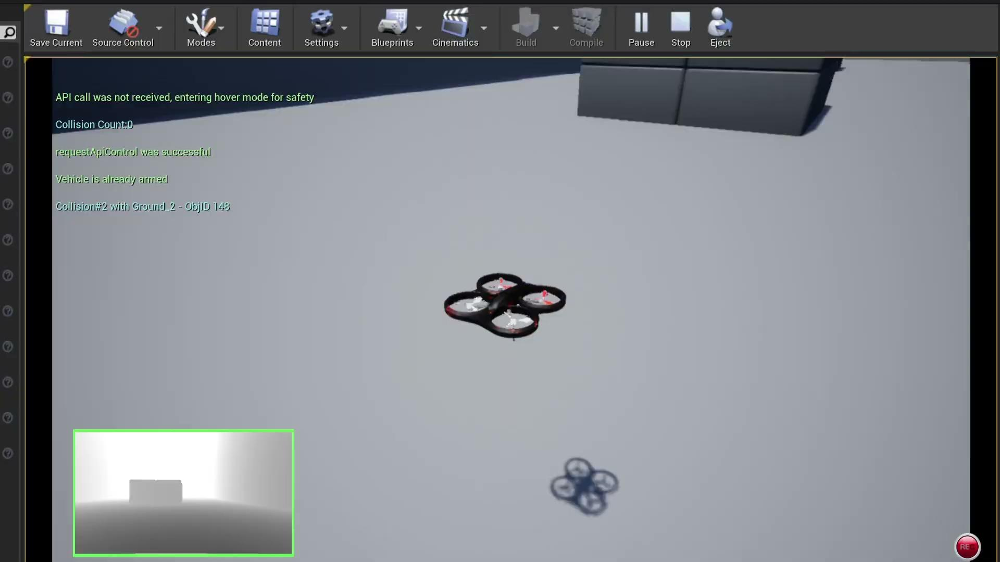 Save Current
Source Control
Modes
Content
Settings
Blueprints
Cinematics
Build
Compile
Pause
Stop
Eject
API call was not received, entering hover mode for safety
Collision Count:0
requestApiControl was successful
Vehicle is already armed
Collision#2 with Ground_2 - ObjID 148
REC